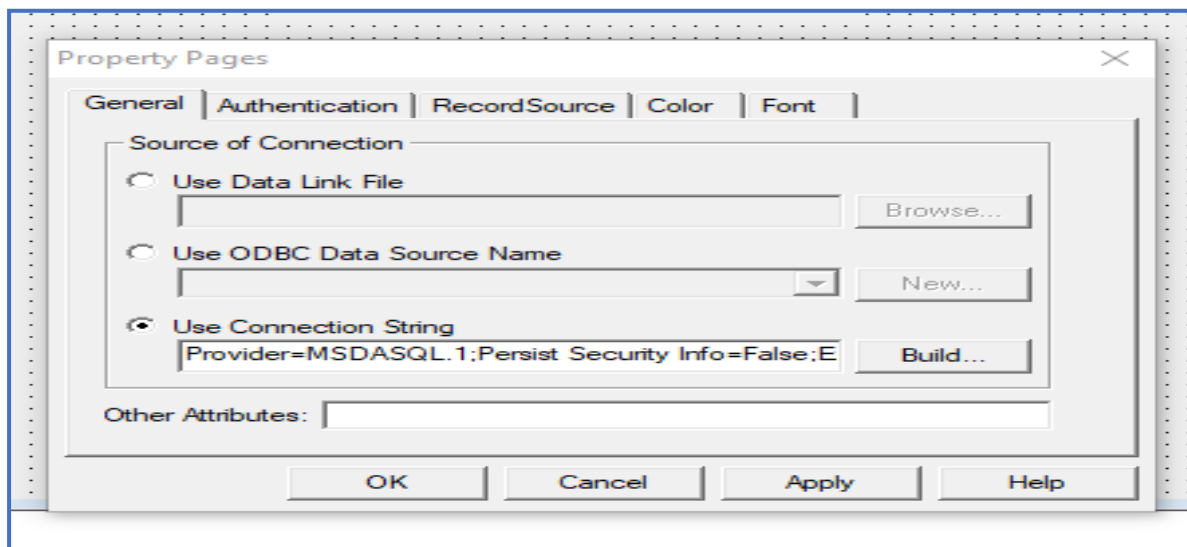 Property Pages
General Authentication RecordSource Color Font
Source of Connection
Use Data Link File
Browse...
Use ODBC Data Source Name
New...
Use Connection String
Provider=MSDASQL.1;Persist Security Info=False;E
Build...
Other Attributes:
OK Cancel Apply Help